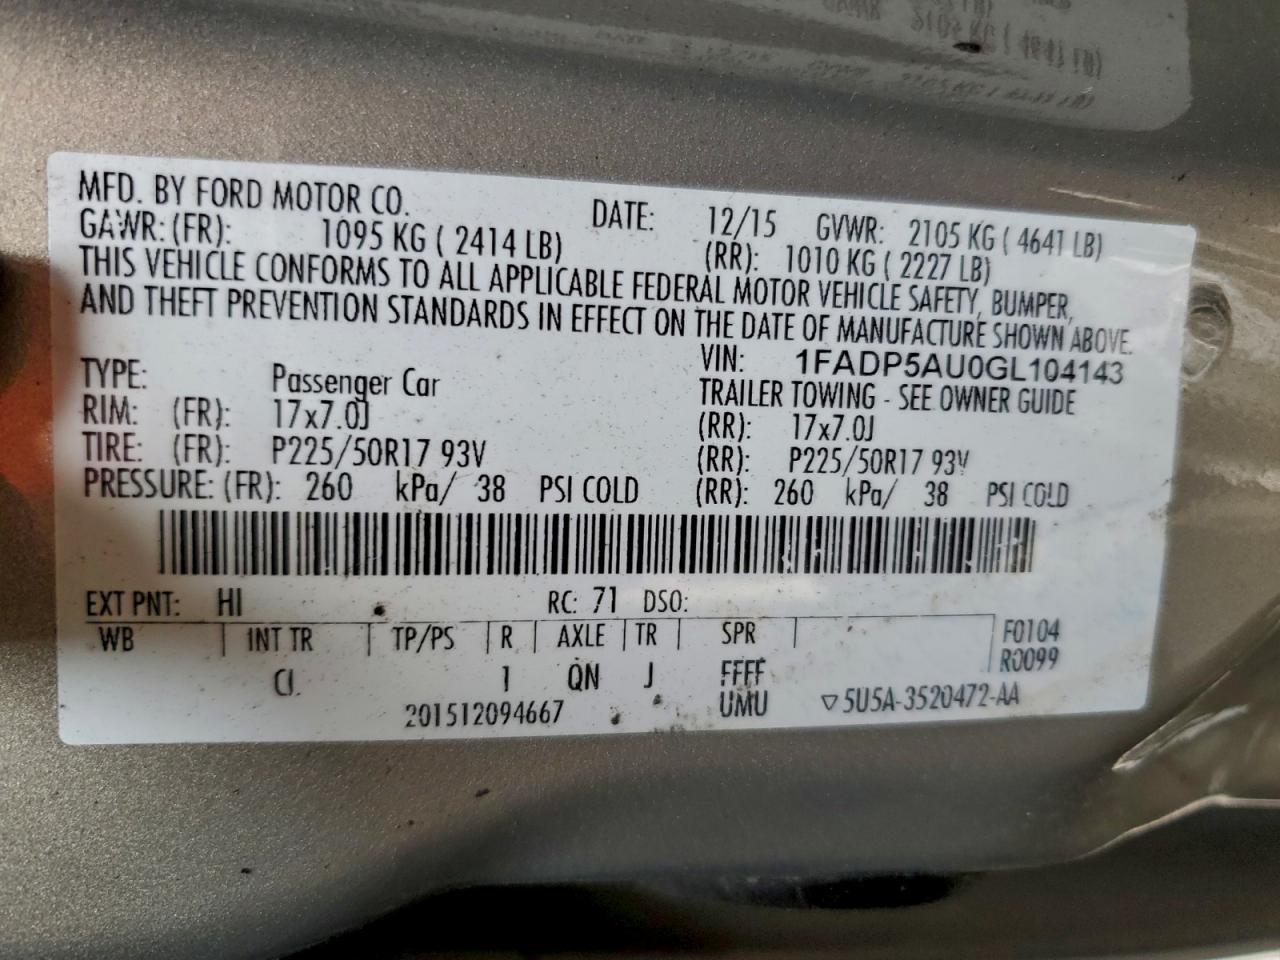 MFD. BY FORD MOTOR CO. DATE: 12/15 GVWR: 2105 KG ( 4641 LB)
GAWR: (FR): 1095 KG ( 2414 LB) (RR): 1010 KG ( 2227 LB)
THIS VEHICLE CONFORMS TO ALL APPLICABLE FEDERAL MOTOR VEHICLE SAFETY, BUMPER,
AND THEFT PREVENTION STANDARDS IN EFFECT ON THE DATE OF MANUFACTURE SHOWN ABOVE.
VIN: 1FADP5AU0GL104143
TYPE: Passenger Car TRAILER TOWING - SEE OWNER GUIDE
RIM: (FR): 17x7.0J (RR): 17x7.0J
TIRE: (FR): P225/50R17 93V (RR): P225/50R17 93V
PRESSURE: (FR): 260 kPa/ 38 PSI COLD (RR): 260 kPa/ 38 PSI COLD
EXT PNT: HI RC: 71 DSO:
WB INT TR TP/PS R AXLE TR SPR F0104
R0099
CI 1 QN J FFFF
201512094667 UMU ▽5U5A-3520472-AA